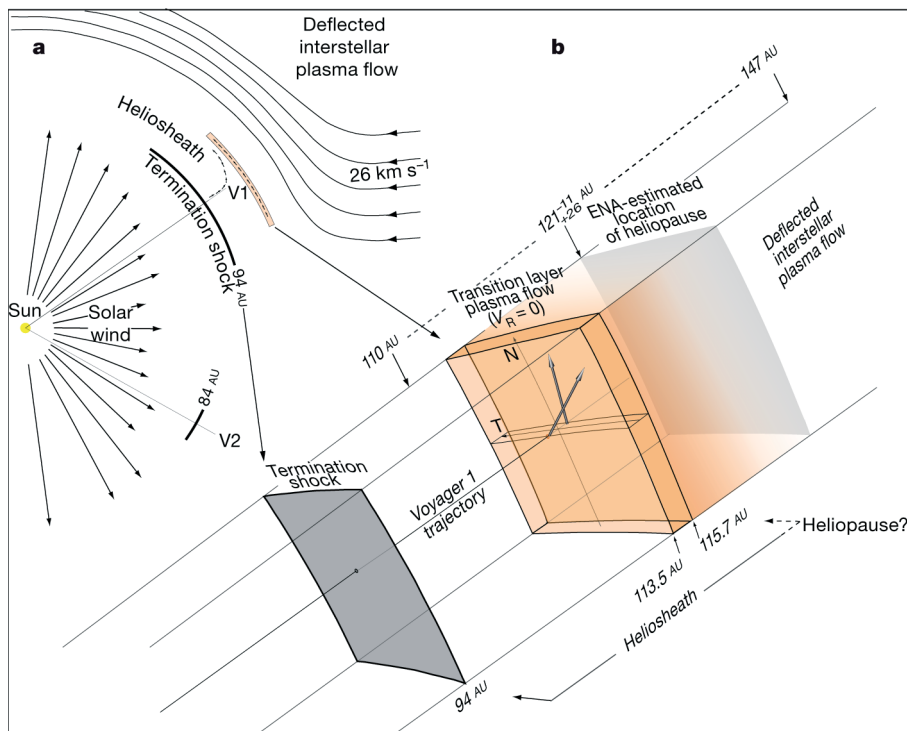 a
Deflected
interstellar
plasma flow
Heliosheath
Termination shock
V1
26 km s⁻¹
94 AU
Sun
Solar
wind
84 AU
V2
b
147 AU
121 −11 +26 AU
ENA-estimated
location
of heliopause
Deflected
interstellar
plasma flow
Transition layer
plasma flow
(V_R = 0)
110 AU
N
T
Termination
shock
Voyager 1
trajectory
Heliopause?
115.7 AU
113.5 AU
Heliosheath
94 AU